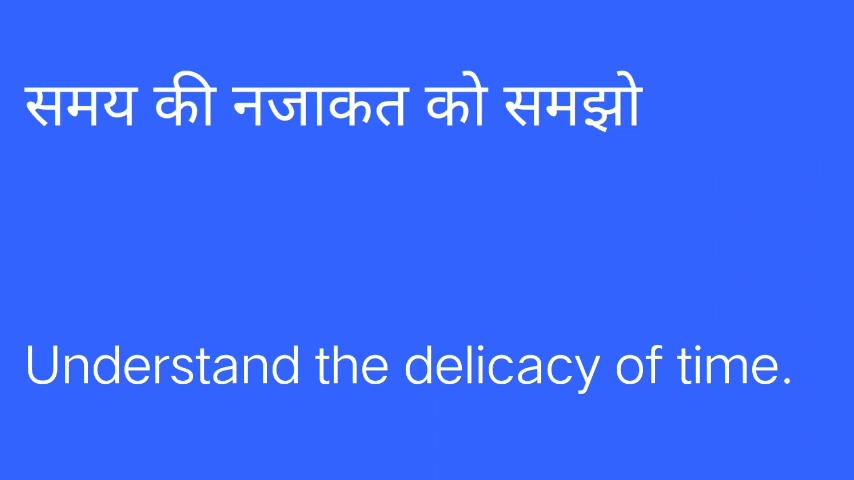 समय की नजाकत को समझो
Understand the delicacy of time.